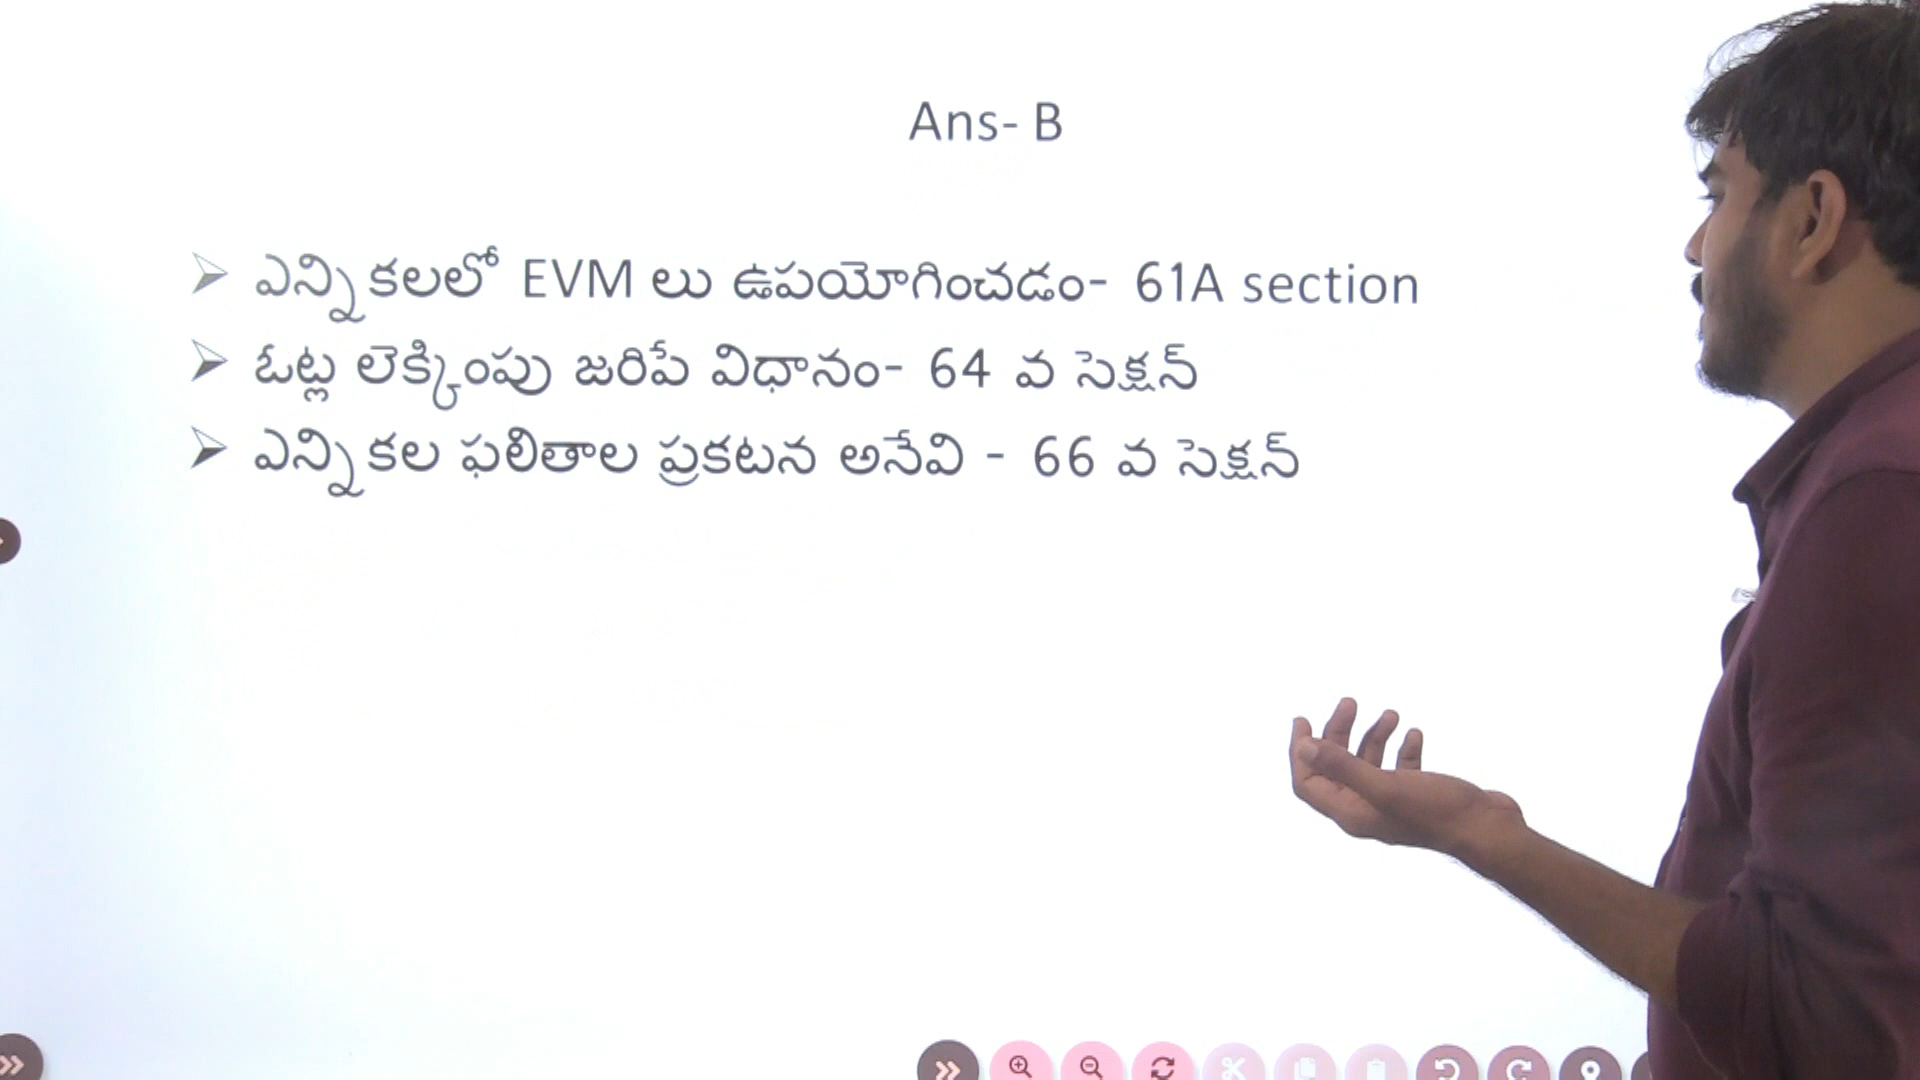 Ans- B
ఎన్నికలలో EVM లు ఉపయోగించడం- 61A section
ఓట్ల లెక్కింపు జరిపే విధానం- 64 వ సెక్షన్
ఎన్నికల ఫలితాల ప్రకటన అనేవి - 66 వ సెక్షన్